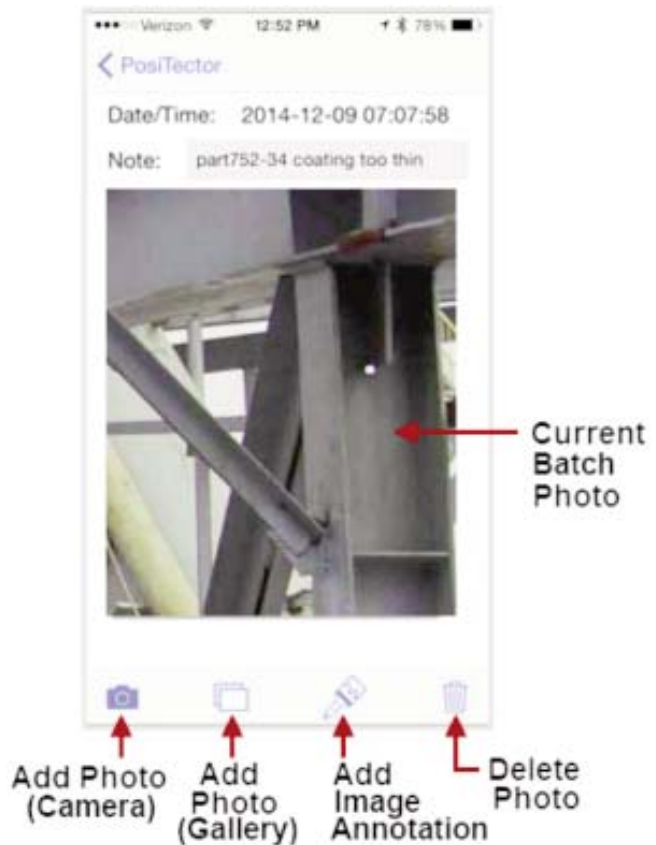 Verizon 12:52 PM 78%
PosiTector
Date/Time: 2014-12-09 07:07:58
Note: part752-34 coating too thin
Current
Batch
Photo
Add Photo
(Camera)
Add
Photo
(Gallery)
Add
Image
Annotation
Delete
Photo